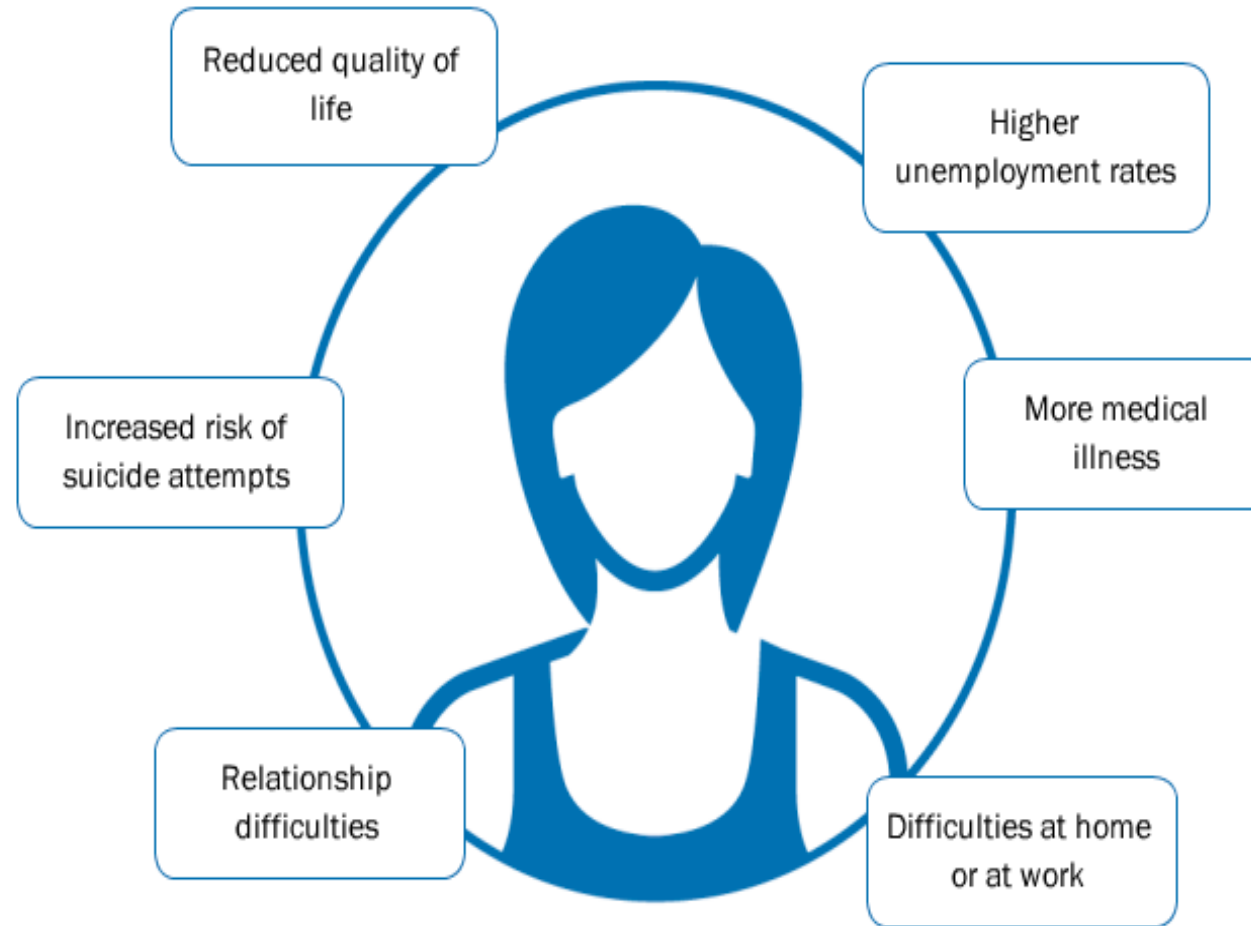 Reduced quality of
life
Higher
unemployment rates
Increased risk of
suicide attempts
More medical
illness
Relationship
difficulties
Difficulties at home
or at work